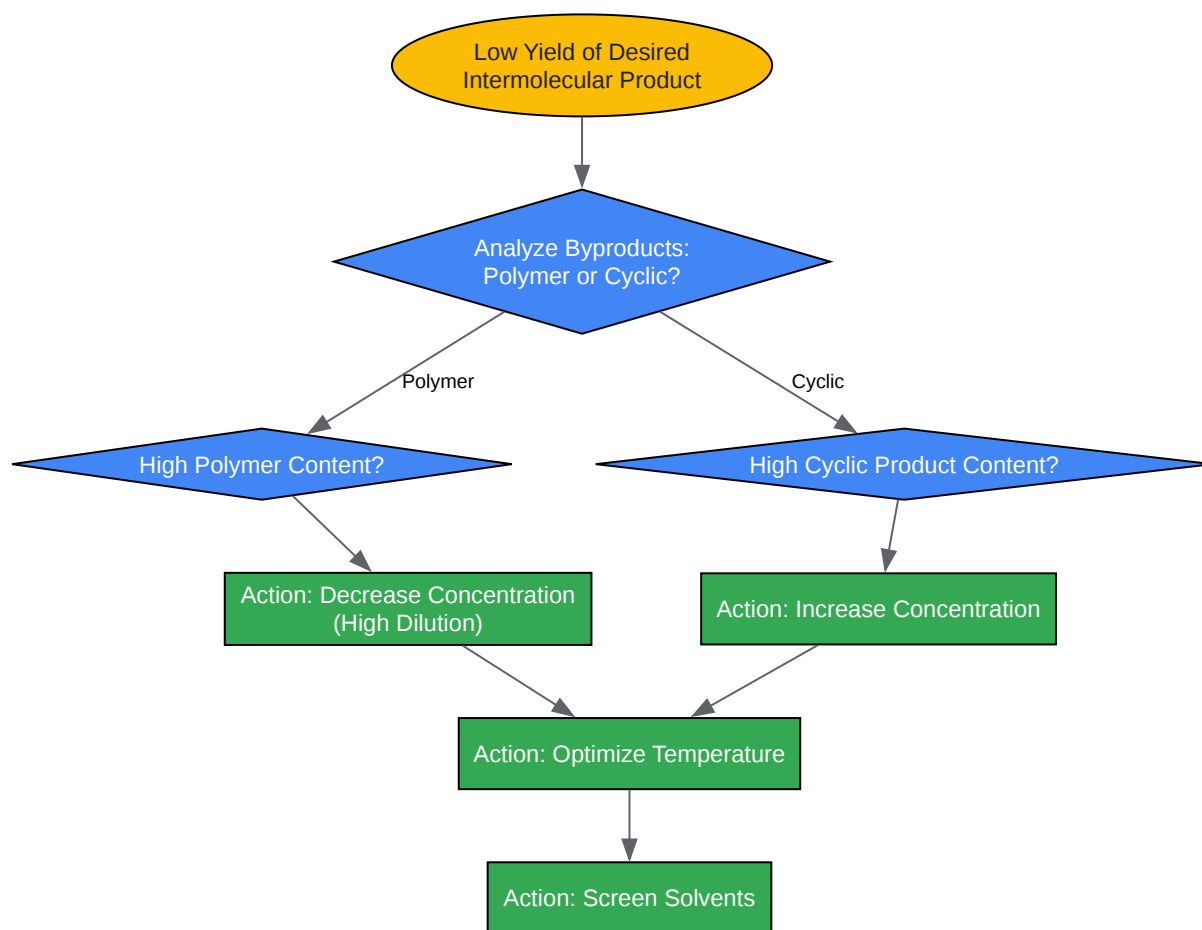 Low Yield of Desired
Intermolecular Product
Analyze Byproducts:
Polymer or Cyclic?
Polymer
Cyclic
High Polymer Content?
High Cyclic Product Content?
Action: Decrease Concentration
(High Dilution)
Action: Increase Concentration
Action: Optimize Temperature
Action: Screen Solvents